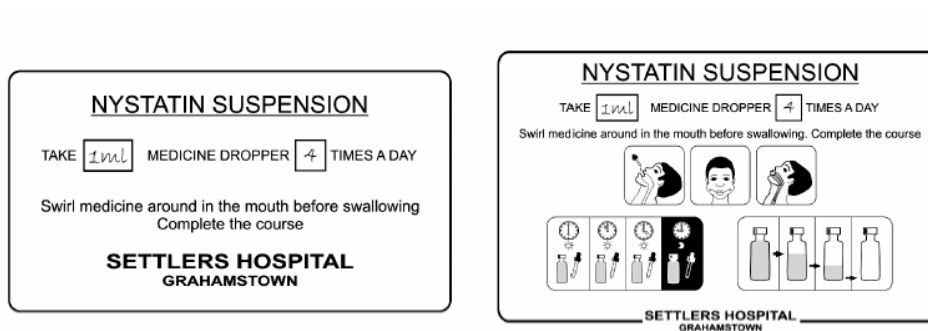 NYSTATIN SUSPENSION
TAKE 1ml MEDICINE DROPPER 4 TIMES A DAY
Swirl medicine around in the mouth before swallowing
Complete the course
SETTLERS HOSPITAL
GRAHAMSTOWN
NYSTATIN SUSPENSION
TAKE 1ml MEDICINE DROPPER 4 TIMES A DAY
Swirl medicine around in the mouth before swallowing. Complete the course
SETTLERS HOSPITAL
GRAHAMSTOWN